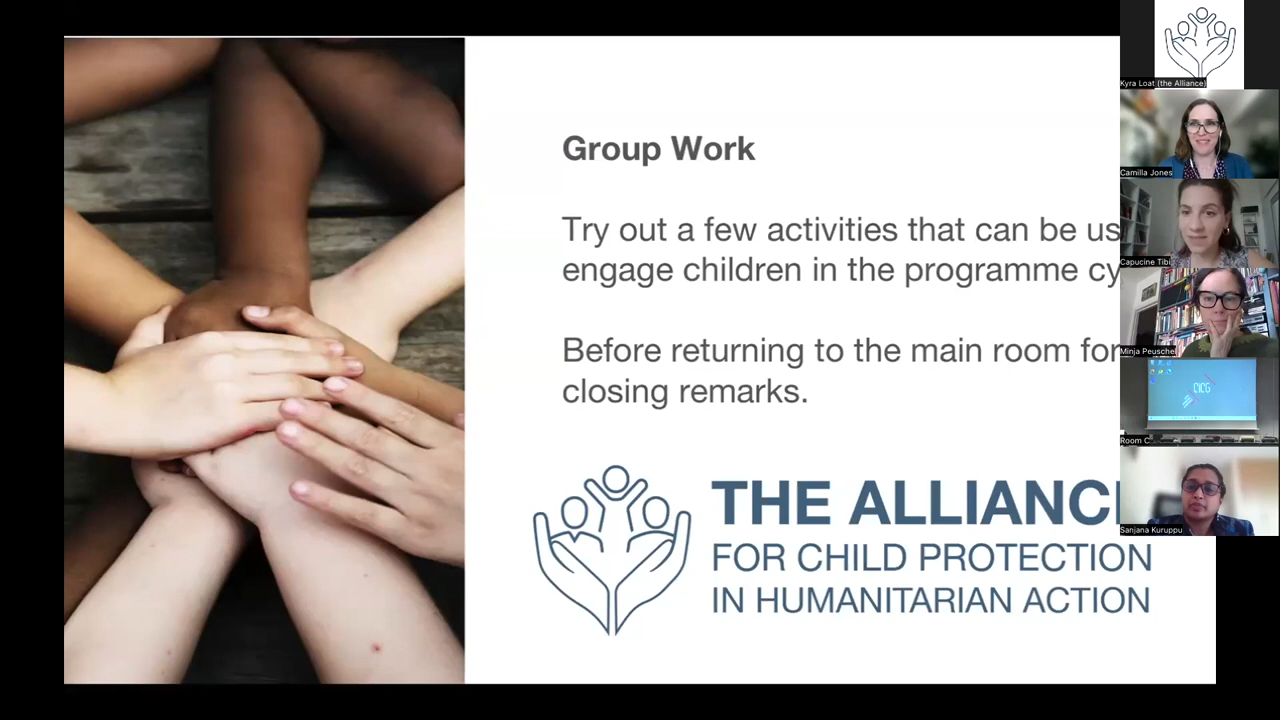 Group Work
Try out a few activities that can be us
engage children in the programme cy
Before returning to the main room for
closing remarks.
THE ALLIANC
FOR CHILD PROTECTION
IN HUMANITARIAN ACTION
Kyra Loat (the Alliance)
Camilla Jones
Capucine Tibi
Minja Peuschel
CICG
Room C
Sanjana Kuruppu